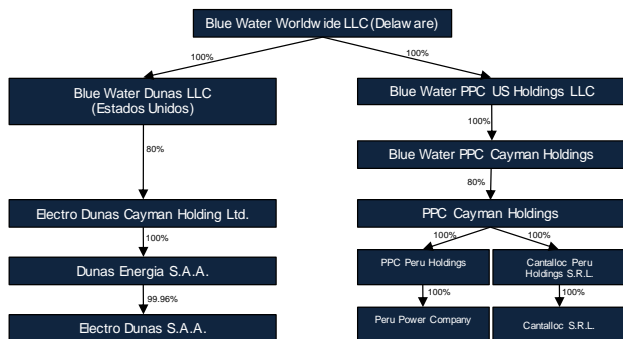 Blue Water Worldwide LLC (Delaware)
100%
100%
Blue Water Dunas LLC
(Estados Unidos)
Blue Water PPC US Holdings LLC
100%
Blue Water PPC Cayman Holdings
80%
80%
Electro Dunas Cayman Holding Ltd.
PPC Cayman Holdings
100%
100%
100%
Dunas Energia S.A.A.
PPC Peru Holdings
Cantalloc Peru
Holdings S.R.L.
99.96%
100%
100%
Electro Dunas S.A.A.
Peru Power Company
Cantalloc S.R.L.